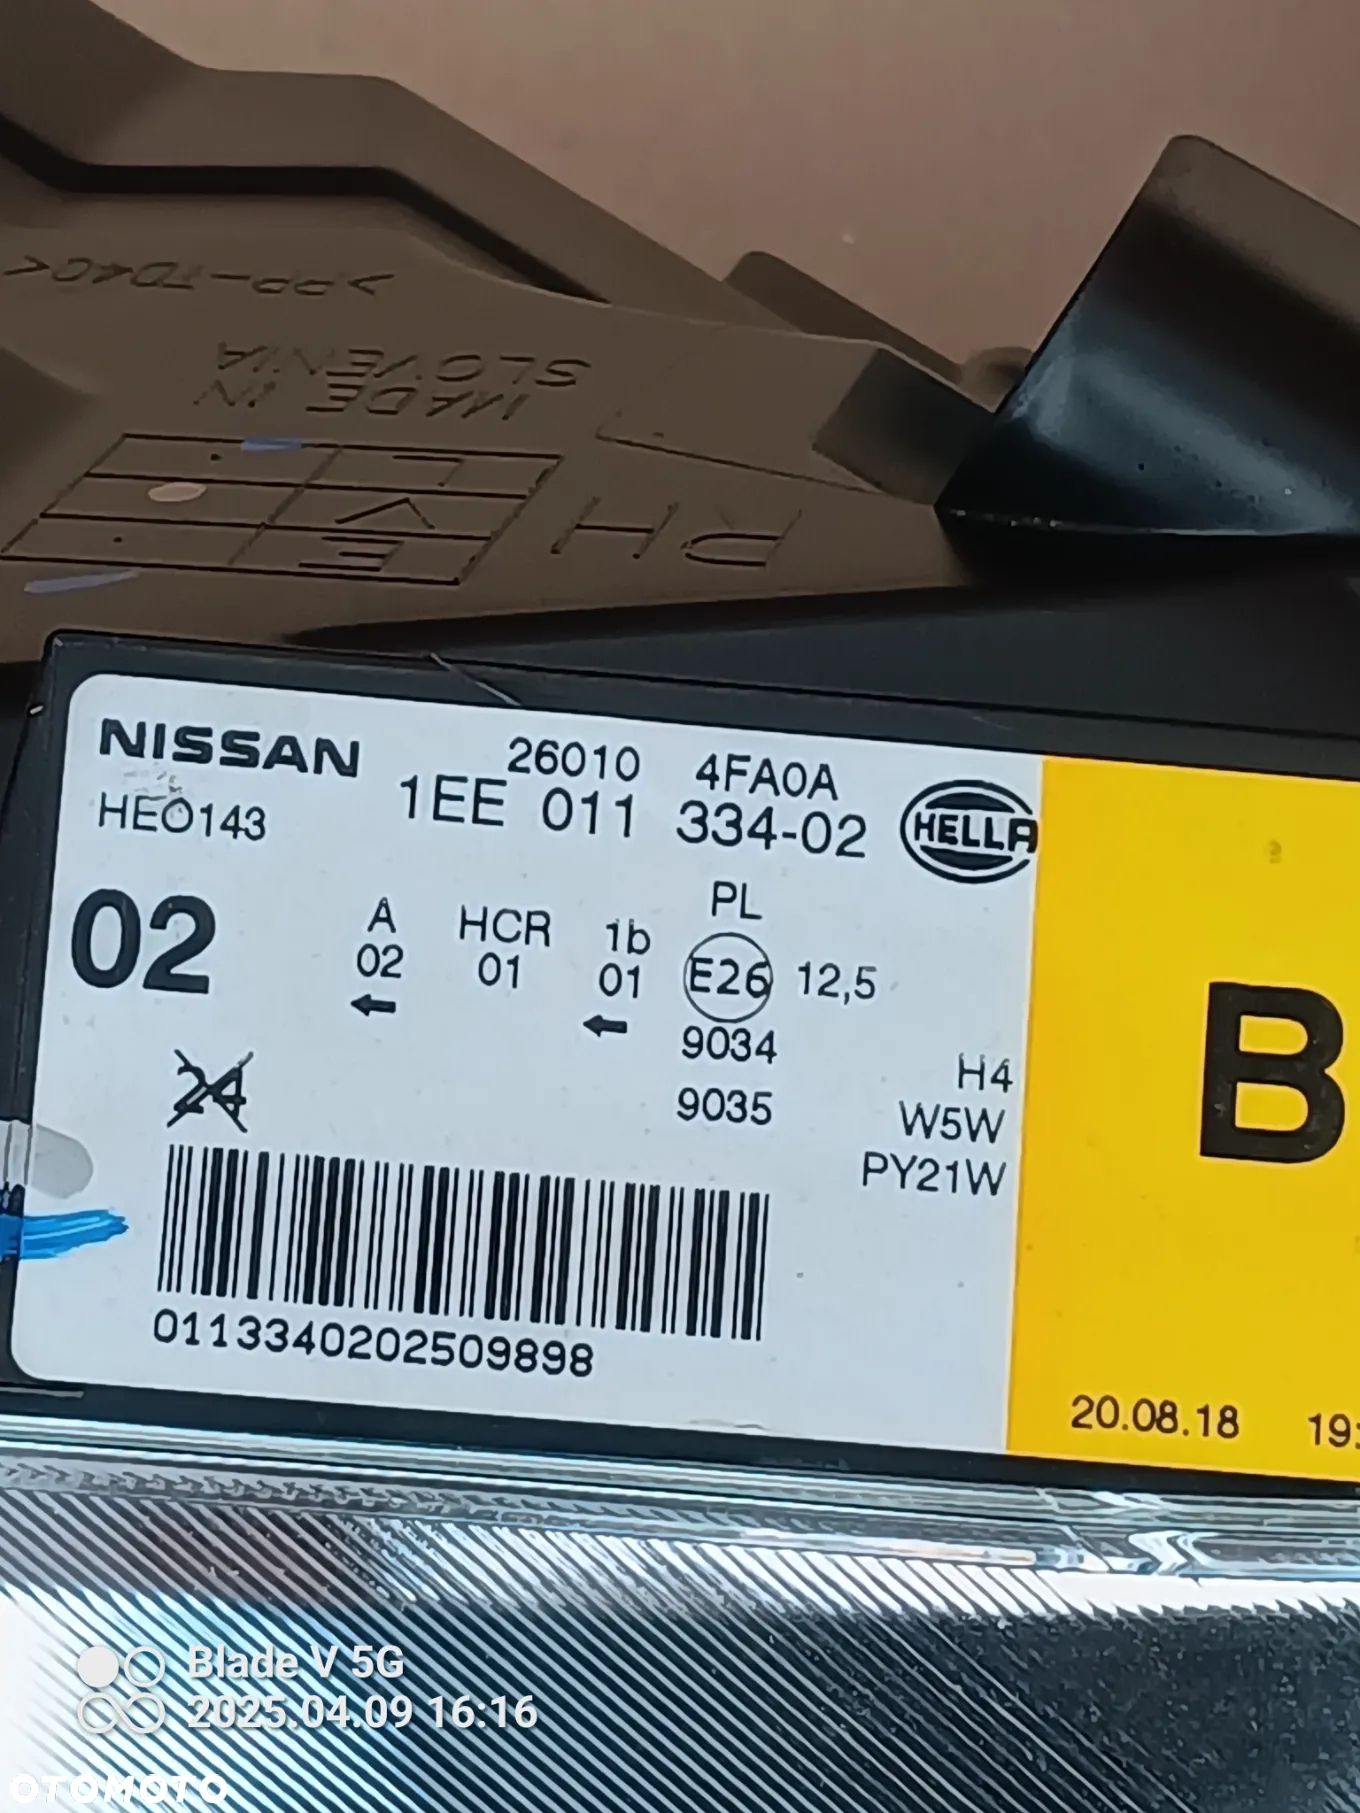 >PP-TD40<
MADE IN
SLOVENIA
RH
NISSAN 26010 4FA0A
HE0143 1EE 011 334-02 HELLA
PL
02 A HCR 1b E26 12,5
02 01 01
9034
24 9035
H4
W5W
PY21W
B
0113340202509898
20.08.18 19:
Blade V 5G
2025.04.09 16:16
OTOMOTO